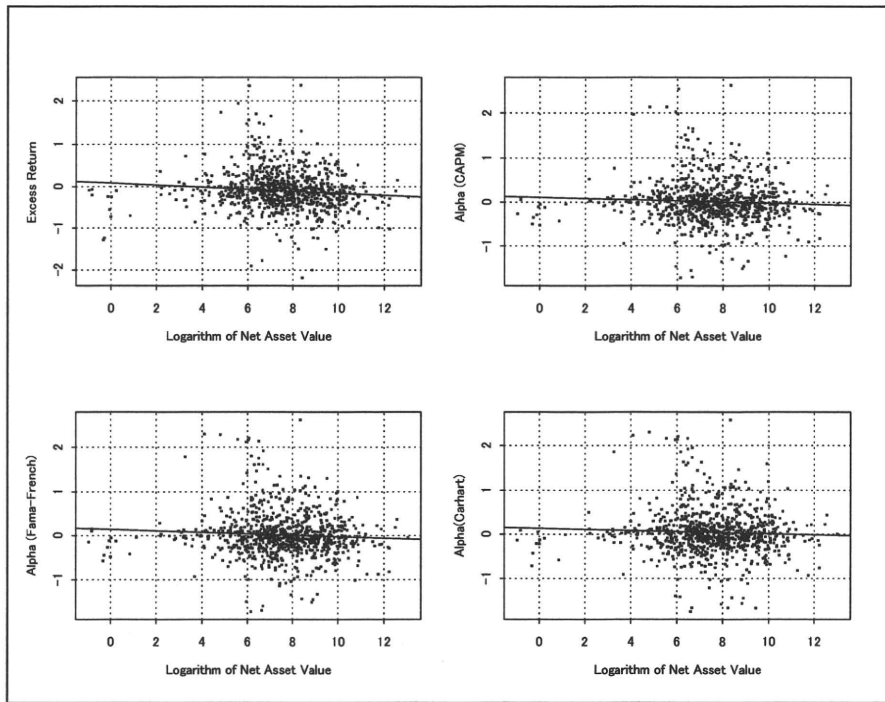 Excess Return
2
1
0
-1
-2
0 2 4 6 8 10 12
Logarithm of Net Asset Value
Alpha (CAPM)
2
1
0
-1
0 2 4 6 8 10 12
Logarithm of Net Asset Value
Alpha (Fama-French)
2
1
0
-1
0 2 4 6 8 10 12
Logarithm of Net Asset Value
Alpha(Carhart)
2
1
0
-1
0 2 4 6 8 10 12
Logarithm of Net Asset Value